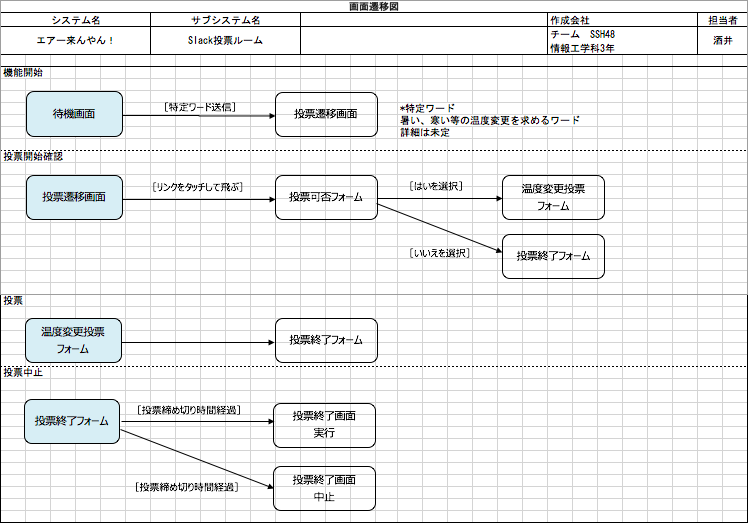 画面遷移図
システム名
サブシステム名
作成会社
担当者
エアー来んやん！
Slack投票ルーム
チーム　SSH48
情報工学科3年
酒井
機能開始
待機画面
[特定ワード送信]
投票遷移画面
*特定ワード
暑い、寒い等の温度変更を求めるワード
詳細は未定
投票開始確認
投票遷移画面
[リンクをタッチして飛ぶ]
投票可否フォーム
[はいを選択]
温度変更投票
フォーム
[いいえを選択]
投票終了フォーム
投票
温度変更投票
フォーム
投票終了フォーム
投票中止
投票終了フォーム
[投票締め切り時間経過]
投票終了画面
実行
[投票締め切り時間経過]
投票終了画面
中止